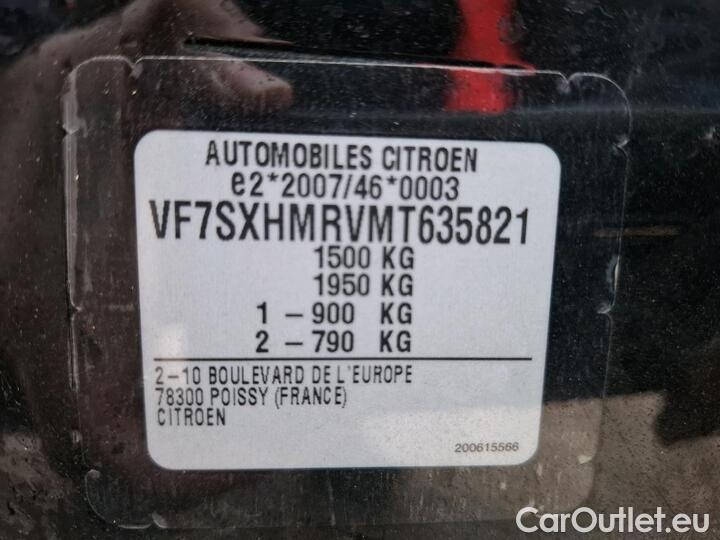 AUTOMOBILES CITROEN
e2*2007/46*0003
VF7SXHMRVMT635821
1500 KG
1950 KG
1 - 900 KG
2 - 790 KG
2-10 BOULEVARD DE L'EUROPE
78300 POISSY (FRANCE)
CITROEN
200615566
CarOutlet.eu